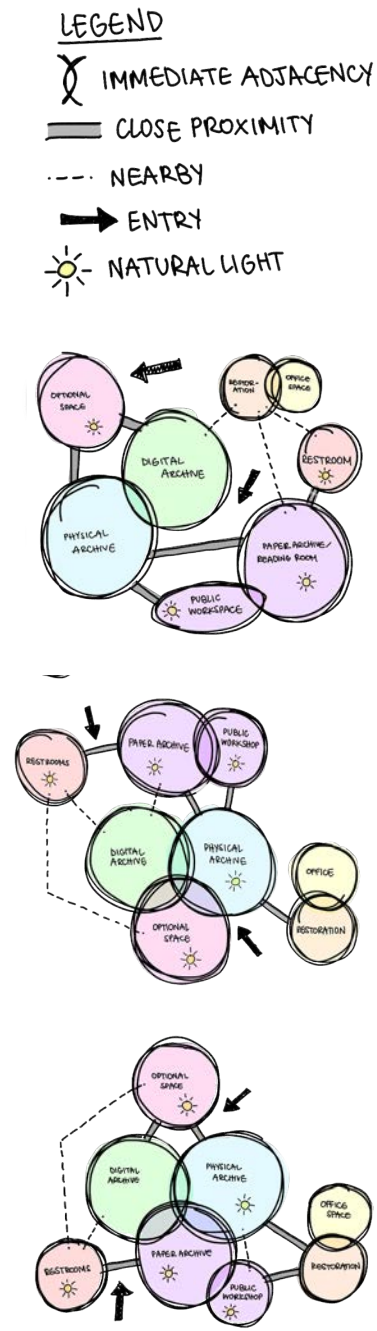 LEGEND
IMMEDIATE ADJACENCY
CLOSE PROXIMITY
NEARBY
ENTRY
NATURAL LIGHT
OPTIONAL
SPACE
RESTOR-
ATION
OFFICE
SPACE
DIGITAL
ARCHIVE
RESTROOM
PHYSICAL
ARCHIVE
PAPER ARCHIVE/
READING ROOM
PUBLIC
WORKSPACE
RESTROOMS
PAPER ARCHIVE
PUBLIC
WORKSHOP
DIGITAL
ARCHIVE
PHYSICAL
ARCHIVE
OFFICE
OPTIONAL
SPACE
RESTORATION
OPTIONAL
SPACE
DIGITAL
ARCHIVE
PHYSICAL
ARCHIVE
OFFICE
SPACE
PAPER ARCHIVE
RESTROOMS
RESTORATION
PUBLIC
WORKSHOP